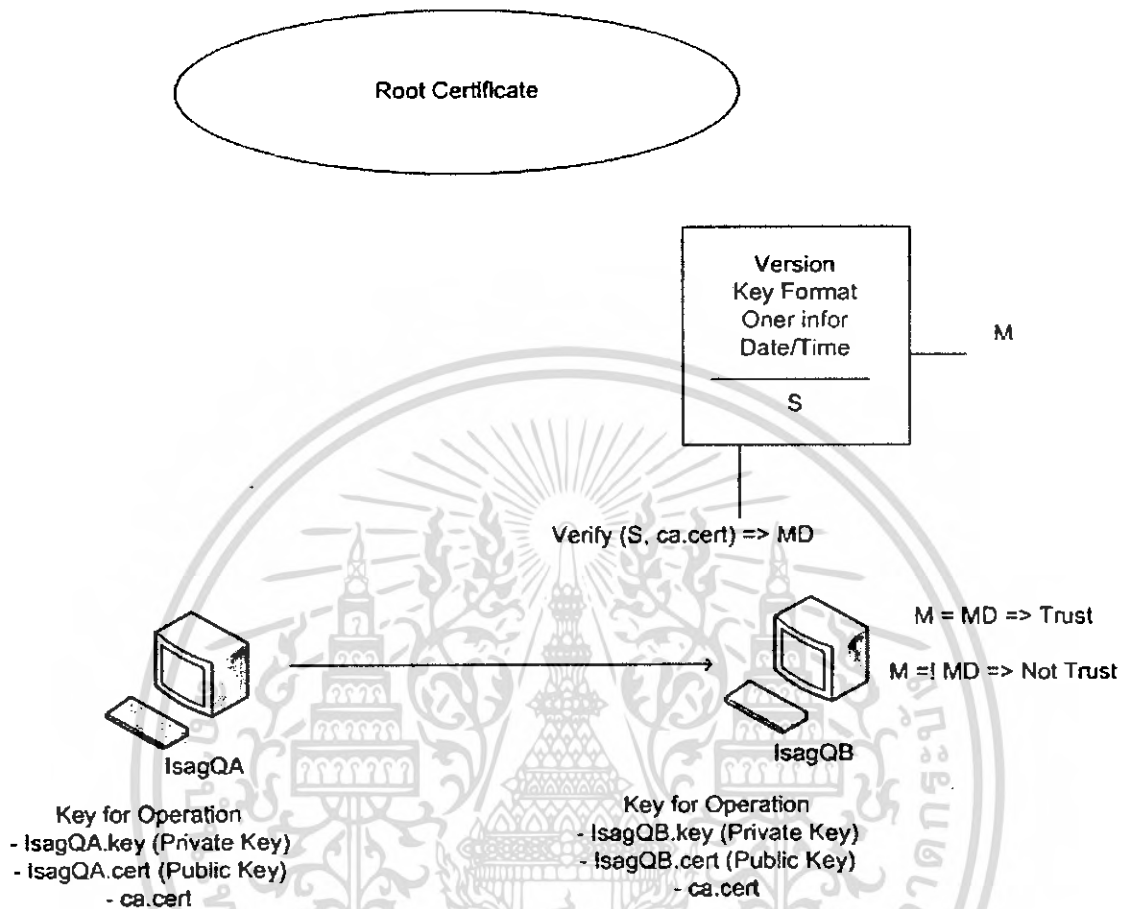 Root Certificate
Version
Key Format
Oner infor
Date/Time
S
M
Verify (S, ca.cert) => MD
M = MD => Trust
M =! MD => Not Trust
IsagQA
IsagQB
Key for Operation
- IsagQA.key (Private Key)
- IsagQA.cert (Public Key)
- ca.cert
Key for Operation
- IsagQB.key (Private Key)
- IsagQB.cert (Public Key)
- ca.cert